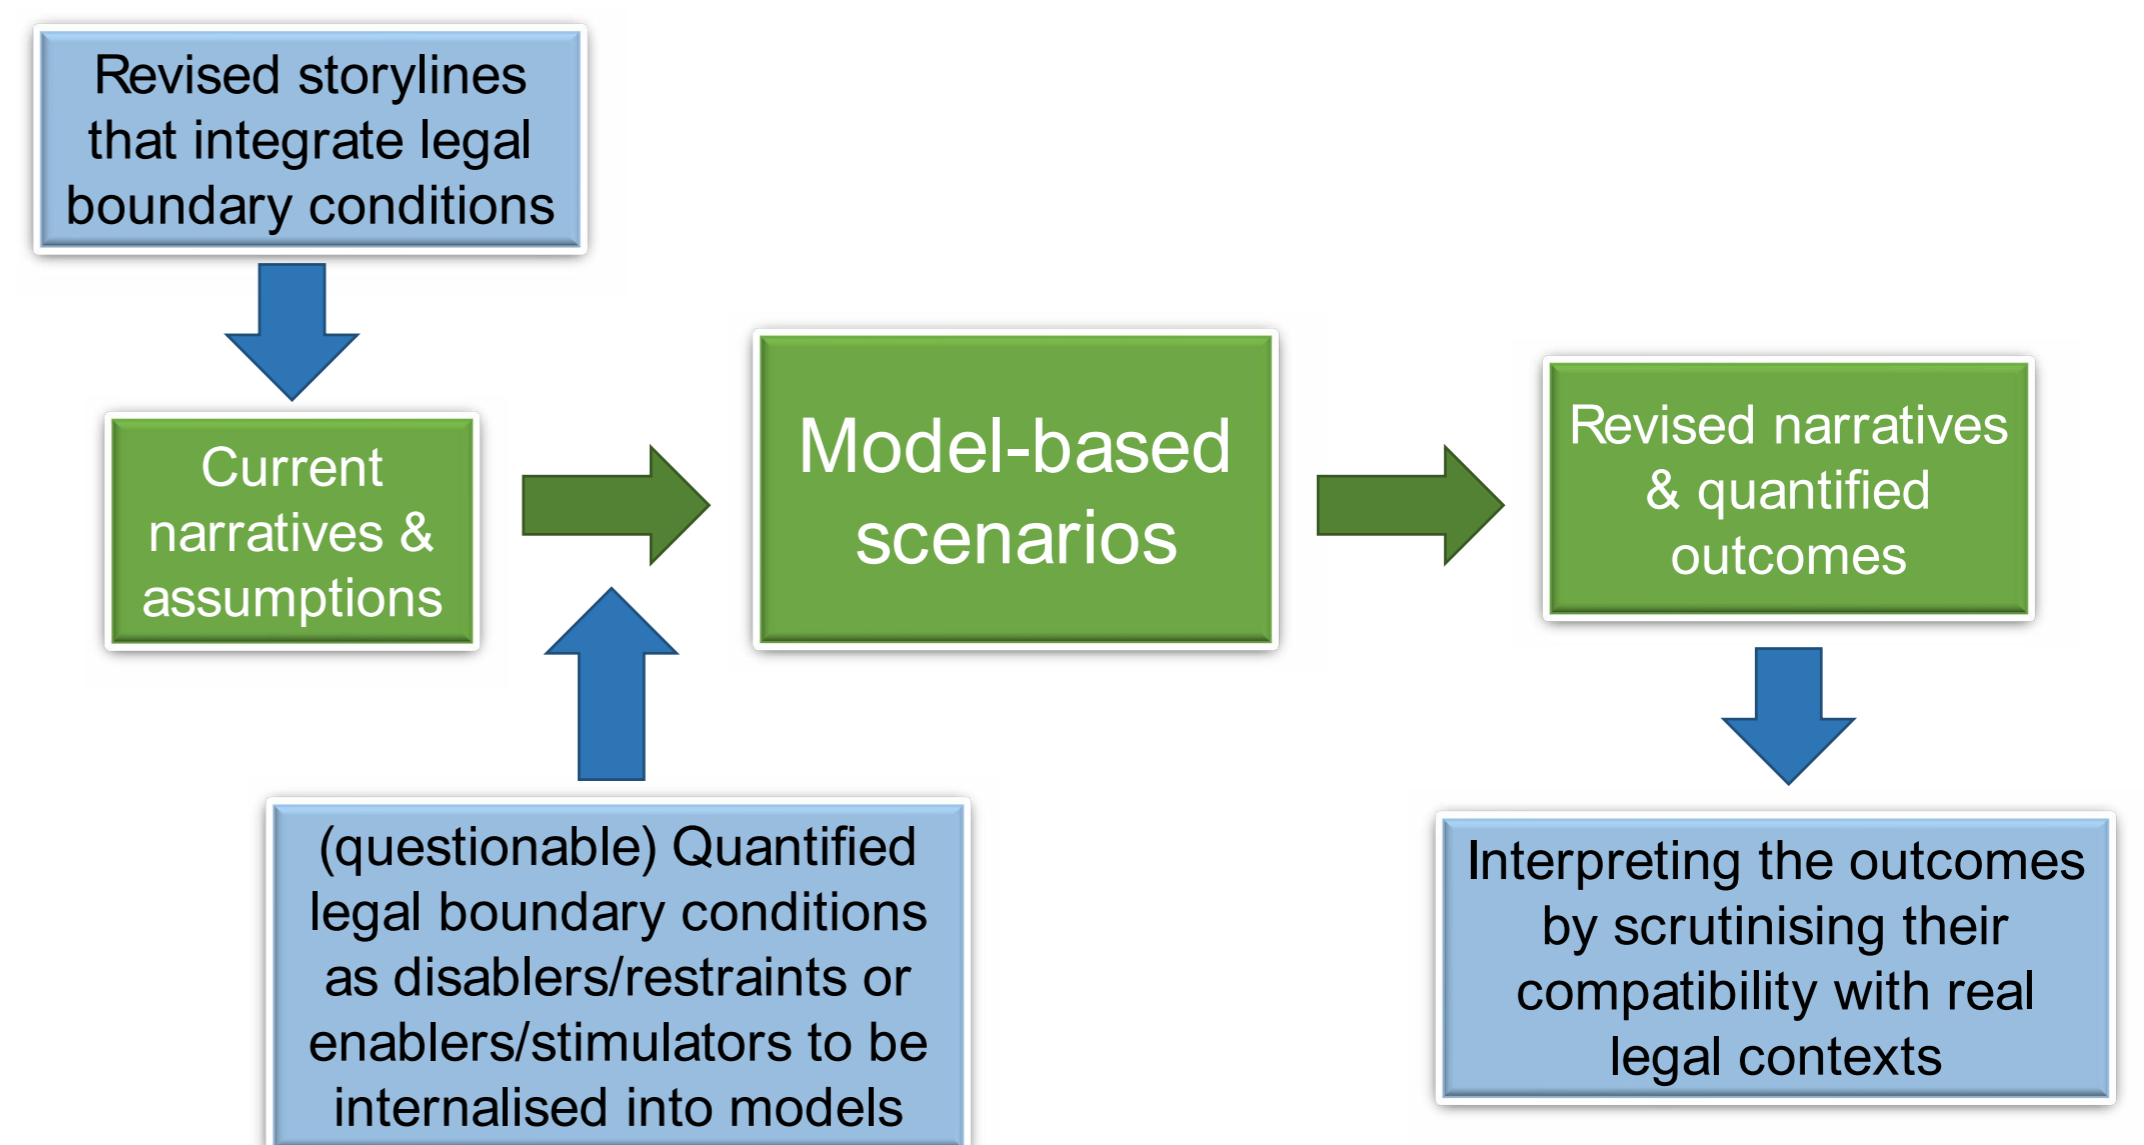 Revised storylines
that integrate legal
boundary conditions
Current
narratives &
assumptions
Model-based
scenarios
Revised narratives
& quantified
outcomes
(questionable) Quantified
legal boundary conditions
as disablers/restraints or
enablers/stimulators to be
internalised into models
Interpreting the outcomes
by scrutinising their
compatibility with real
legal contexts